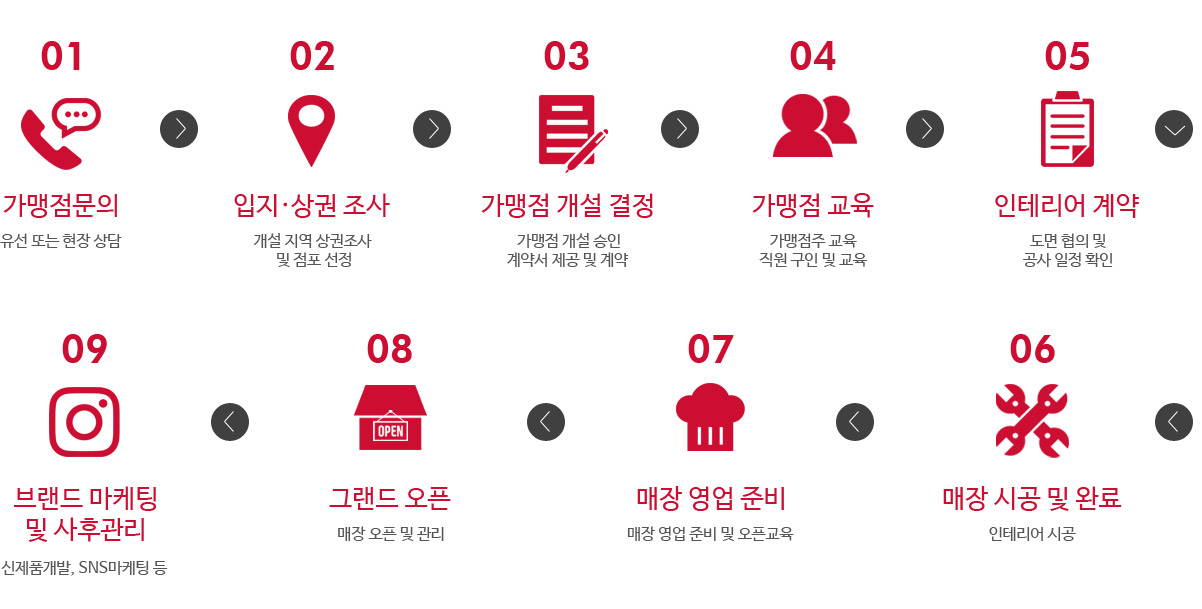 01
가맹점문의
유선 또는 현장 상담
02
입지·상권 조사
개설 지역 상권조사
및 점포 선정
03
가맹점 개설 결정
가맹점 개설 승인
계약서 제공 및 계약
04
가맹점 교육
가맹점주 교육
직원 구인 및 교육
05
인테리어 계약
도면 협의 및
공사 일정 확인
06
매장 시공 및 완료
인테리어 시공
07
매장 영업 준비
매장 영업 준비 및 오픈교육
08
OPEN
그랜드 오픈
매장 오픈 및 관리
09
브랜드 마케팅
및 사후관리
신제품개발, SNS마케팅 등